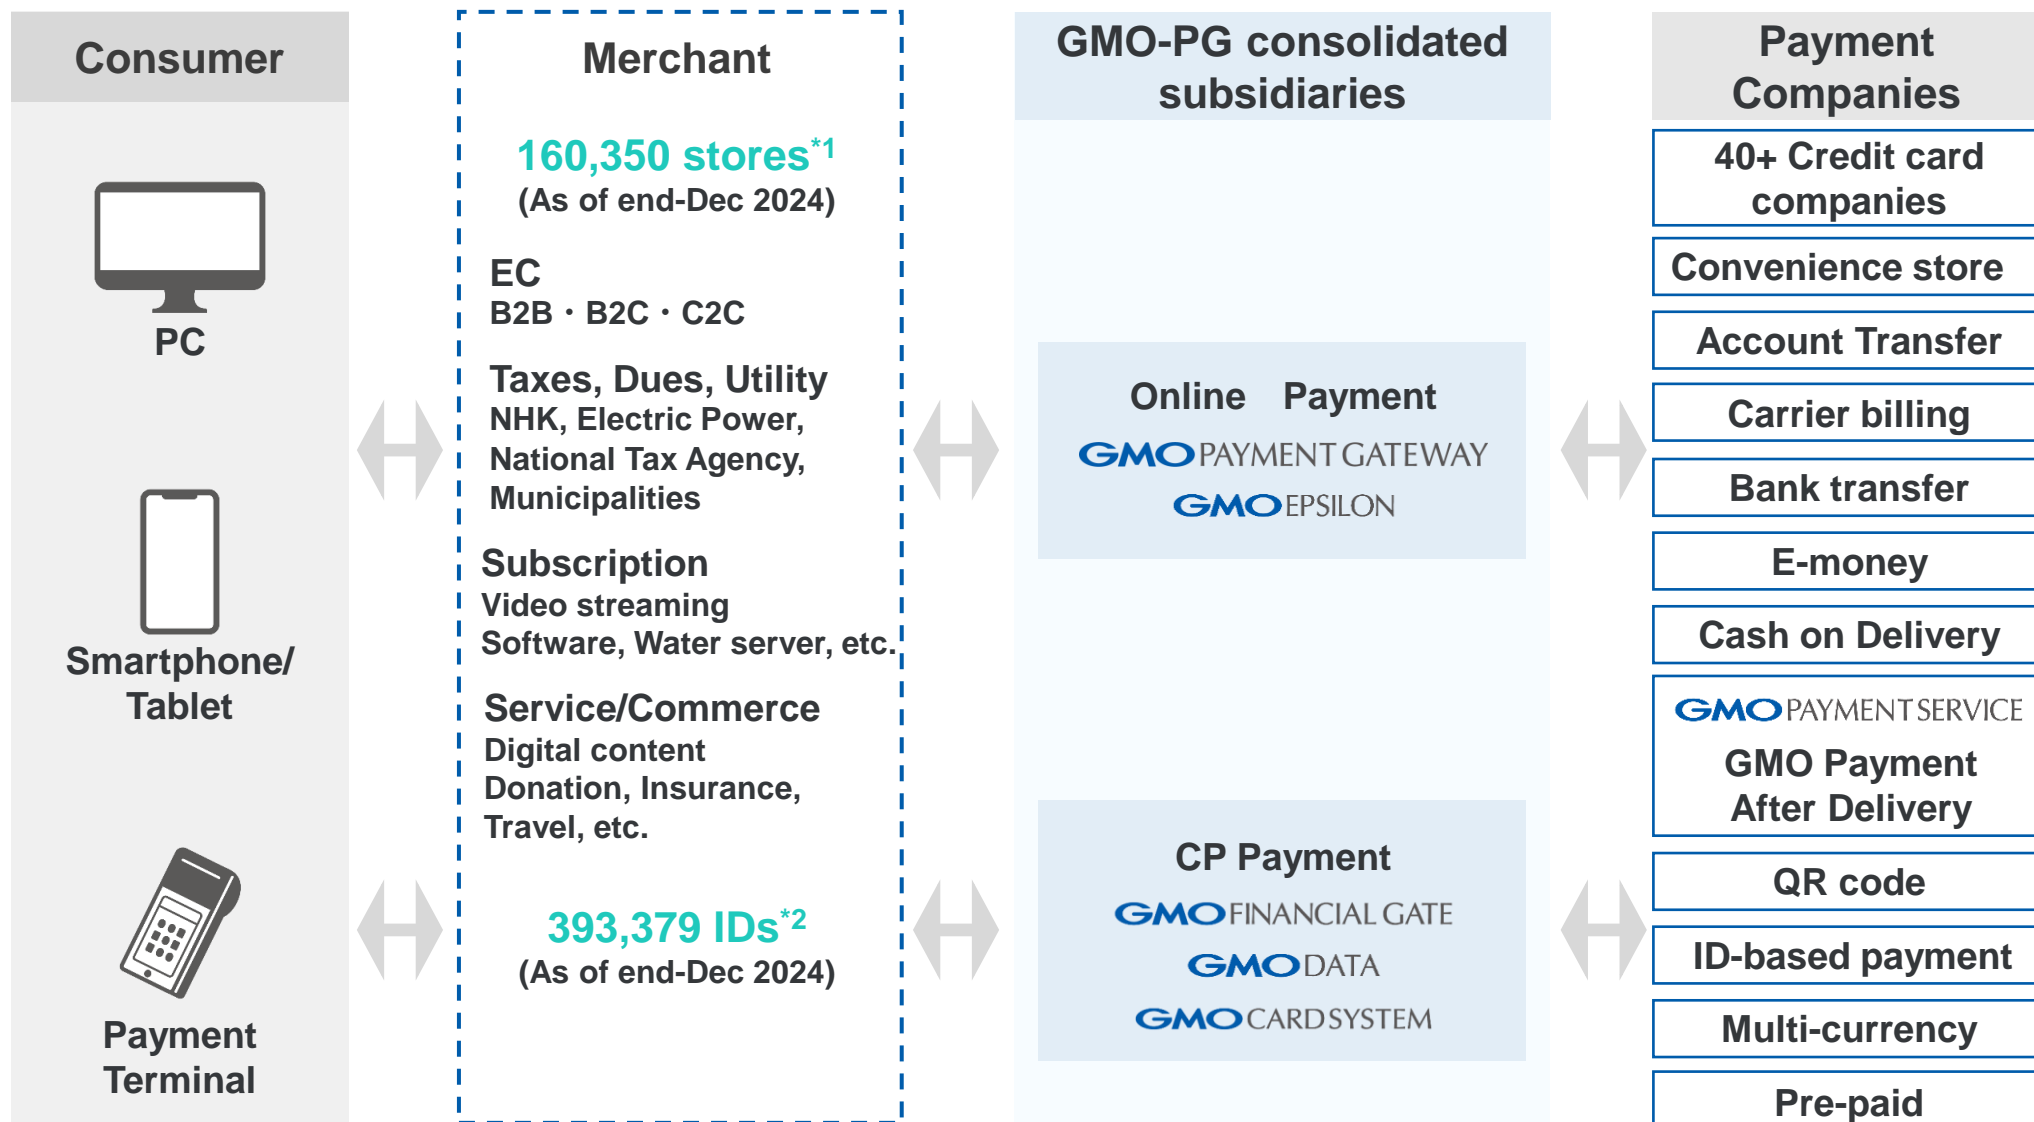 Consumer
PC
Smartphone/
Tablet
Payment
Terminal
Merchant
160,350 stores*1
(As of end-Dec 2024)
EC
B2B・B2C・C2C
Taxes, Dues, Utility
NHK, Electric Power,
National Tax Agency,
Municipalities
Subscription
Video streaming
Software, Water server, etc.
Service/Commerce
Digital content
Donation, Insurance,
Travel, etc.
393,379 IDs*2
(As of end-Dec 2024)
GMO-PG consolidated
subsidiaries
Online Payment
GMO PAYMENT GATEWAY
GMO EPSILON
CP Payment
GMO FINANCIAL GATE
GMO DATA
GMO CARD SYSTEM
Payment
Companies
40+ Credit card
companies
Convenience store
Account Transfer
Carrier billing
Bank transfer
E-money
Cash on Delivery
GMO PAYMENT SERVICE
GMO Payment
After Delivery
QR code
ID-based payment
Multi-currency
Pre-paid